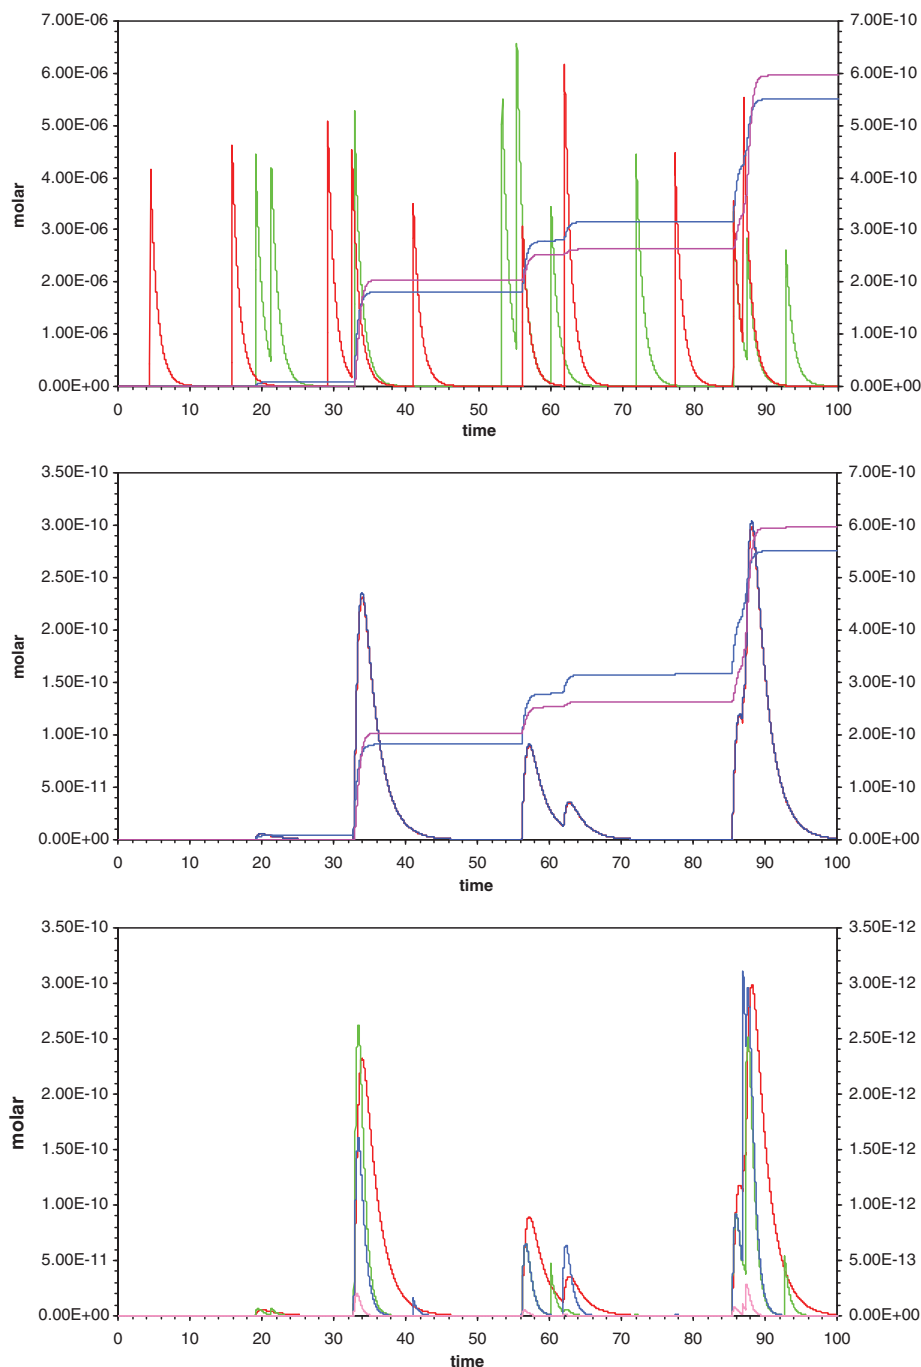 7.00E-06 7.00E-10
6.00E-06 6.00E-10
5.00E-06 5.00E-10
4.00E-06 4.00E-10
molar
3.00E-06 3.00E-10
2.00E-06 2.00E-10
1.00E-06 1.00E-10
0.00E+00 0.00E+00
0 10 20 30 40 50 60 70 80 90 100
time
3.50E-10 7.00E-10
3.00E-10 6.00E-10
2.50E-10 5.00E-10
2.00E-10 4.00E-10
molar
1.50E-10 3.00E-10
1.00E-10 2.00E-10
5.00E-11 1.00E-10
0.00E+00 0.00E+00
0 10 20 30 40 50 60 70 80 90 100
time
3.50E-10 3.50E-12
3.00E-10 3.00E-12
2.50E-10 2.50E-12
2.00E-10 2.00E-12
molar
1.50E-10 1.50E-12
1.00E-10 1.00E-12
5.00E-11 5.00E-13
0.00E+00 0.00E+00
0 10 20 30 40 50 60 70 80 90 100
time